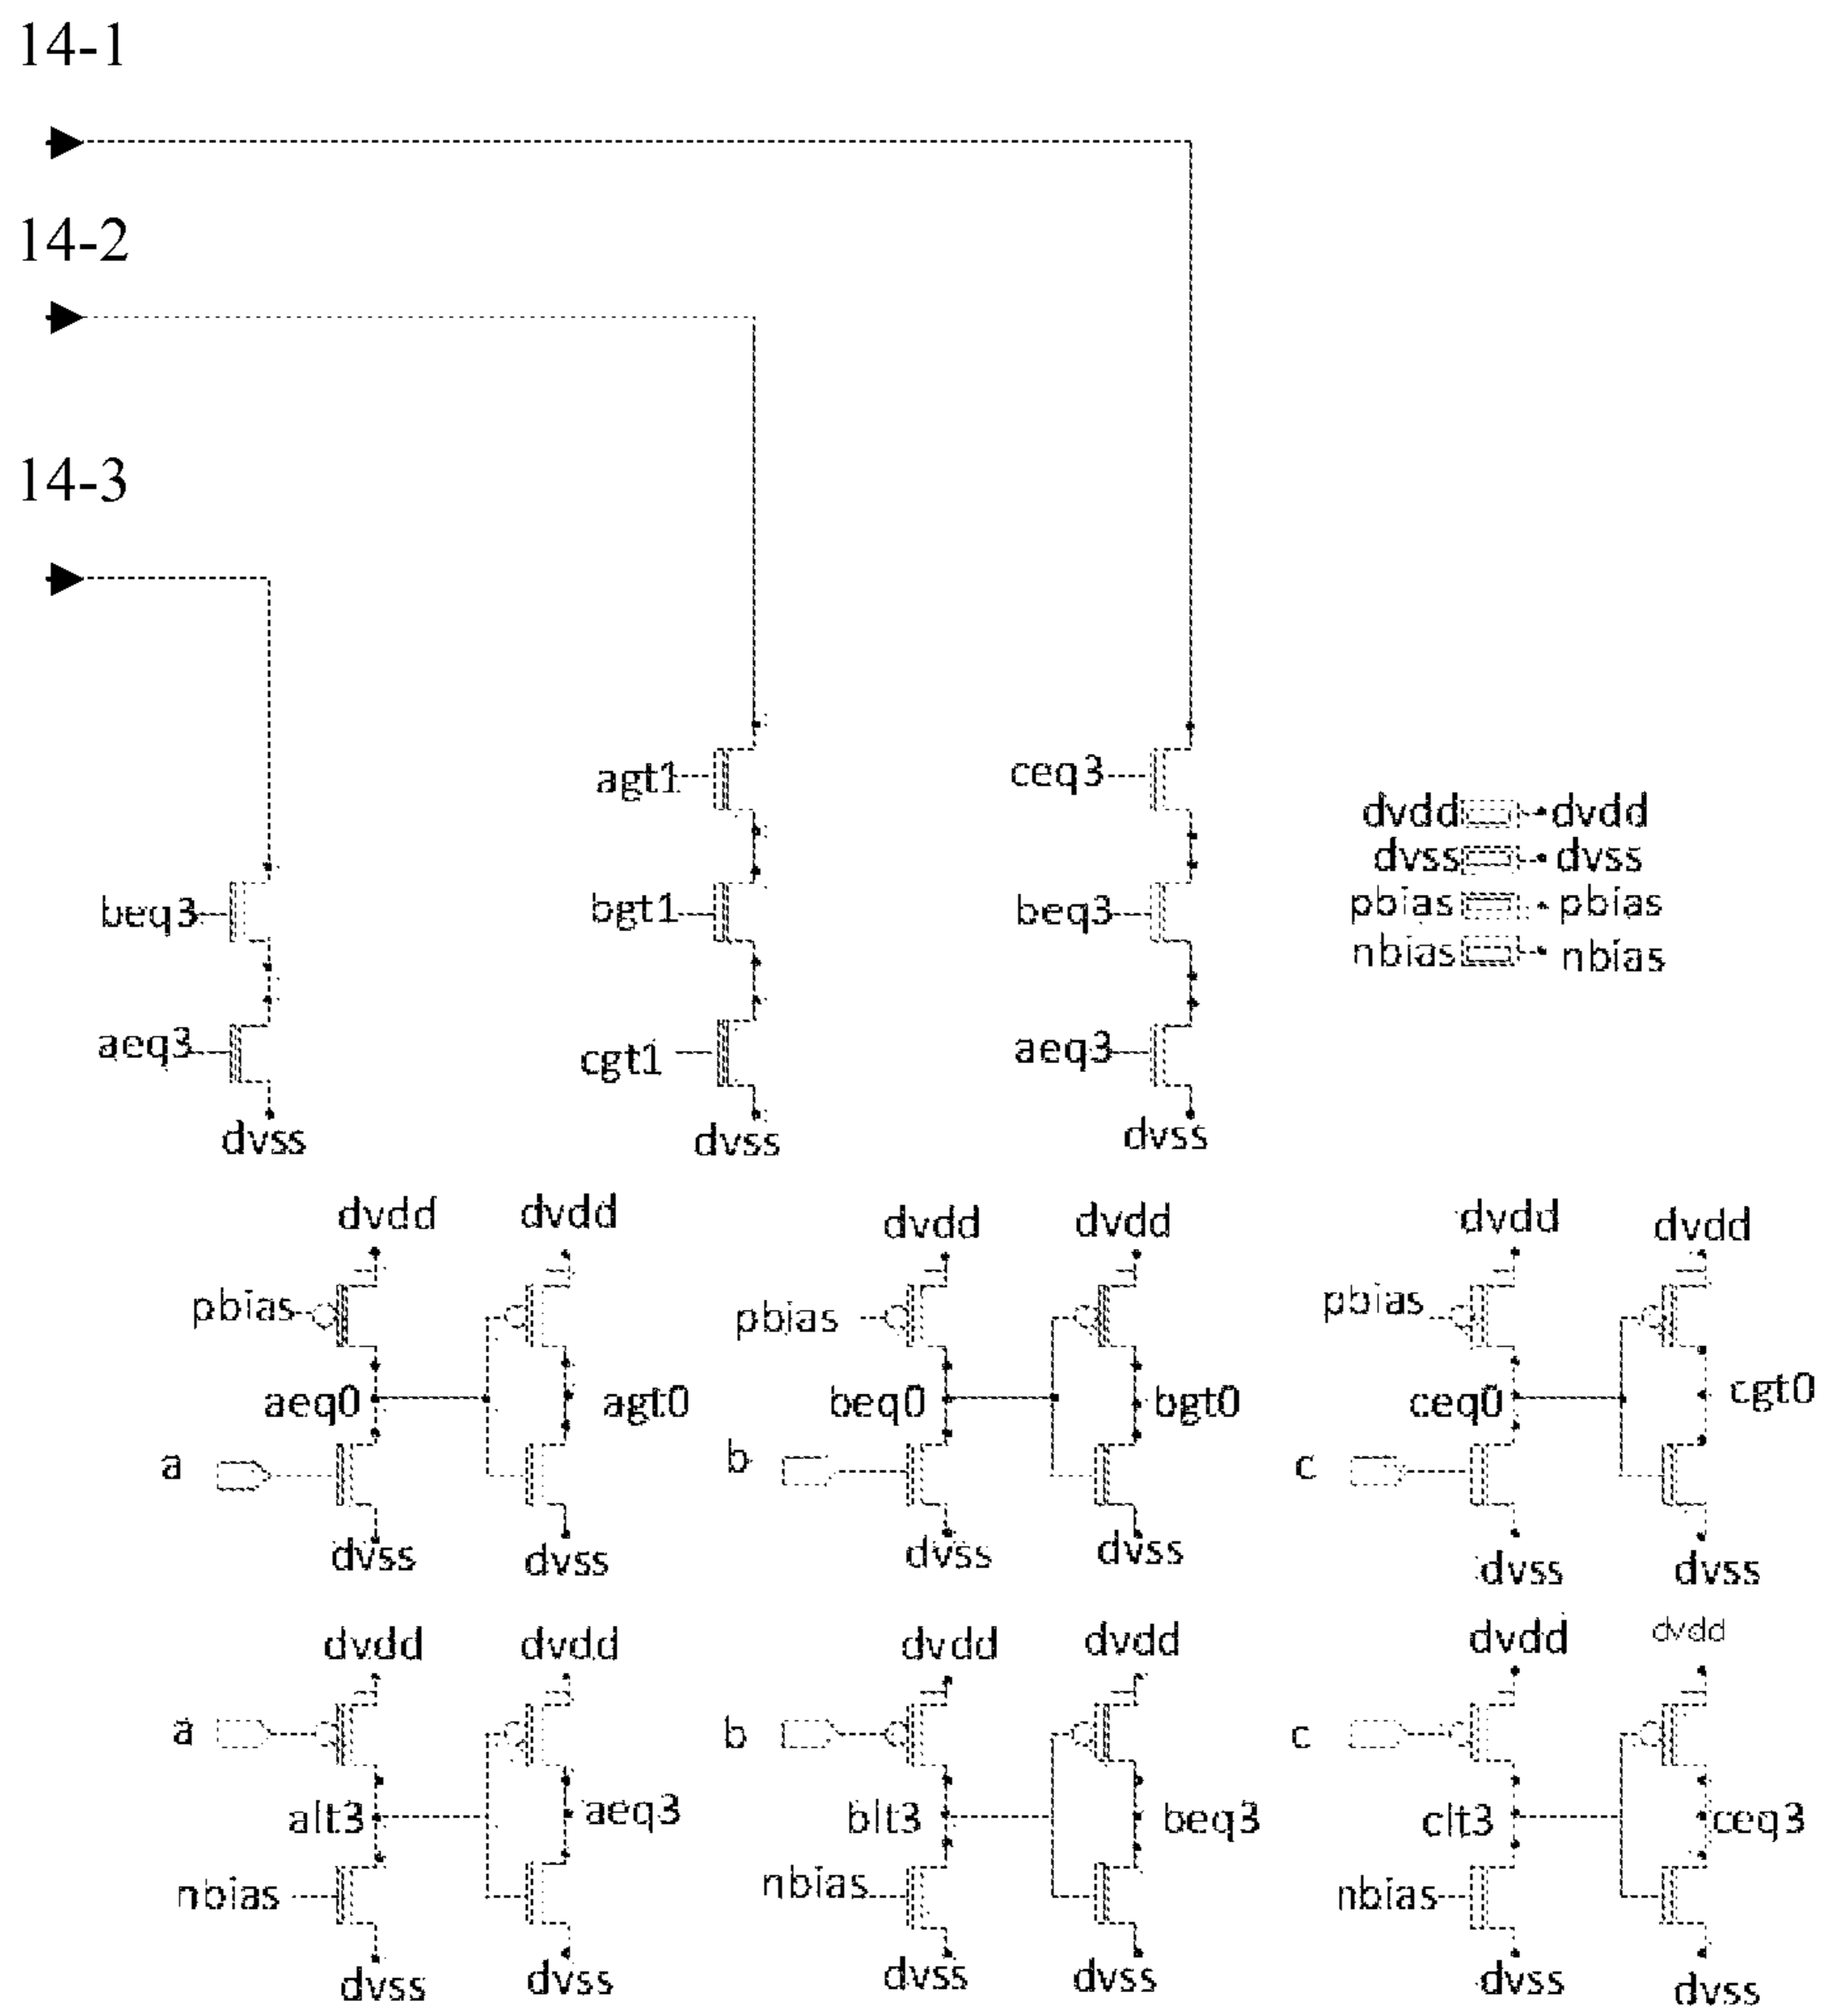 14-1
14-2
14-3
agt1
ceq3
dvdd dvdd
dvss dvss
pbias pbias
nbias nbias
beq3
bgt1
beq3
aeq3
cgt1
aeq3
dvss
dvss
dvss
dvdd dvdd dvdd dvdd dvdd dvdd
pbias pbias pbias
aeq0 agt0 beq0 bgt0 ceq0 cgt0
a b c
dvss dvss dvss dvss dvss dvss
dvdd dvdd dvdd dvdd dvdd dvdd
a b c
alt3 aeq3 blt3 beq3 clt3 ceq3
nbias nbias nbias
dvss dvss dvss dvss dvss dvss